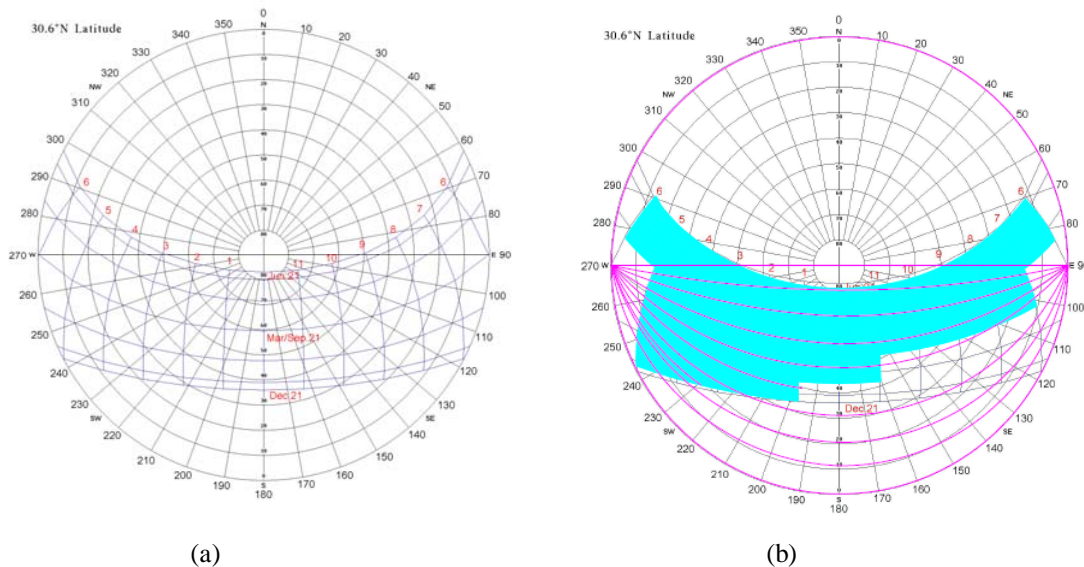 30.6°N Latitude
0
N
350 10
340 20
330 30
320 40
NW NE
310 50
300 60
290 6 6 70
5 7
280 4 8 80
3 9
2 10
1 11
270 W E 90
Jun 21
260 100
Mar/Sep 21
250 110
240 120
Dec 21
230 130
SW SE
220 140
210 150
200 160
190 170
S
180
(a)
30.6°N Latitude
0
N
350 10
340 20
330 30
320 40
NW NE
310 50
300 60
290 6 6 70
5 7
280 4 8 80
3 9
2 10
1 11
270 W E 9
260 100
250 110
240 120
Dec 21
230 130
SW SE
220 140
210 150
200 160
190 170
S
180
(b)